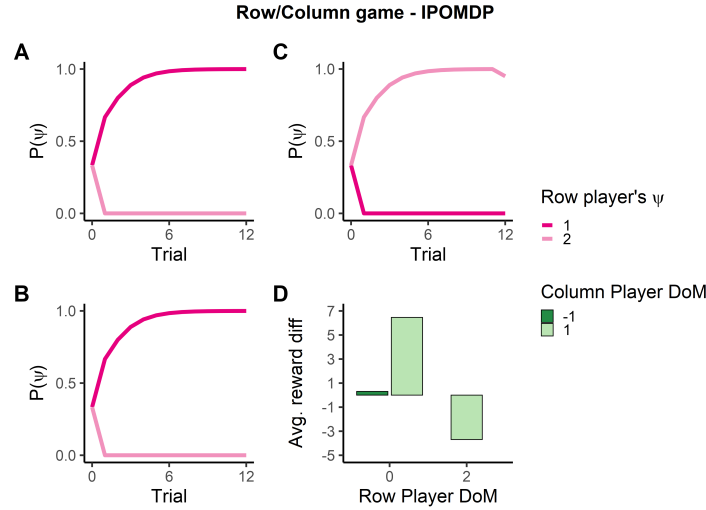 Row/Column game - IPOMDP
A
1.0
0.5
0.0
P(ψ)
0
6
12
Trial
C
1.0
0.5
0.0
P(ψ)
0
6
12
Trial
Row player's ψ
1
2
B
1.0
0.5
0.0
P(ψ)
0
6
12
Trial
D
7
5
3
1
-1
-3
-5
Avg. reward diff
0
2
Row Player DoM
Column Player DoM
-1
1